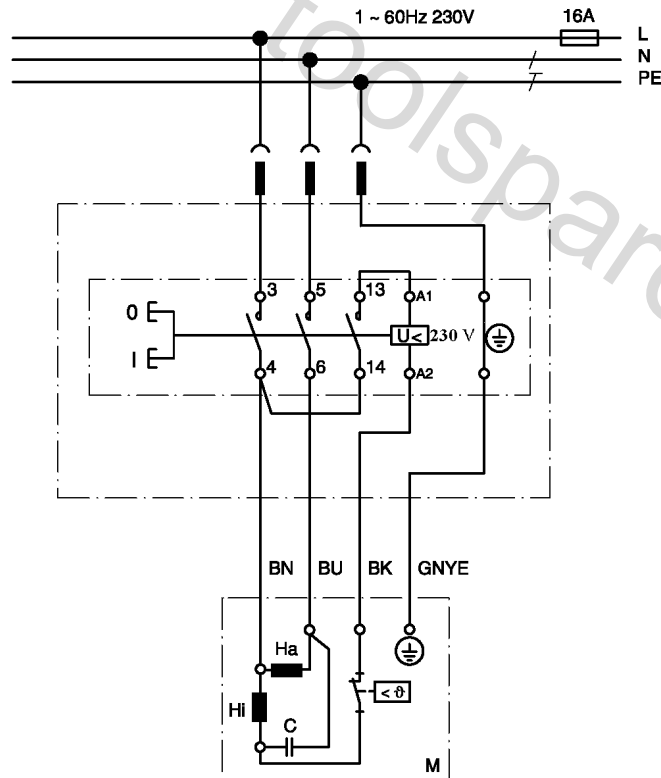 1 ~ 60Hz 230V 16A L
N
PE
toolspare
3 5 13 A1
0
U< 230 V
I
4 6 14 A2
BN BU BK GNYE
Ha
< ϑ
Hi
C
M